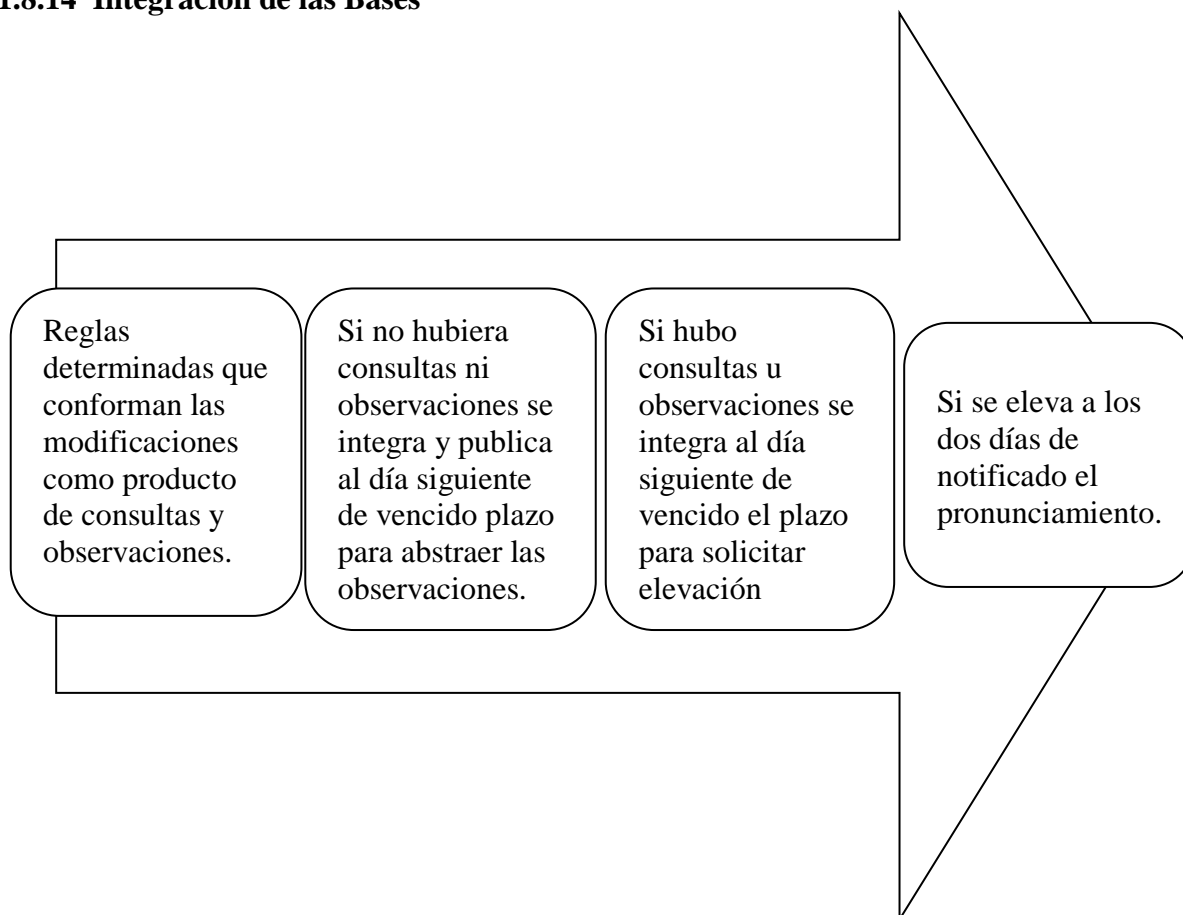 1.8.14 Integración de las Bases
Reglas
determinadas que
conforman las
modificaciones
como producto
de consultas y
observaciones.
Si no hubiera
consultas ni
observaciones se
integra y publica
al día siguiente
de vencido plazo
para abstraer las
observaciones.
Si hubo
consultas u
observaciones se
integra al día
siguiente de
vencido el plazo
para solicitar
elevación
Si se eleva a los
dos días de
notificado el
pronunciamiento.